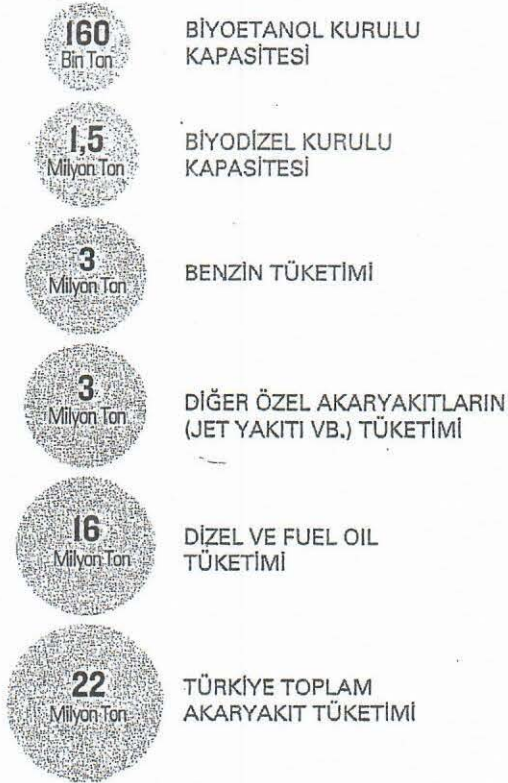 160
Bin Ton
BİYOETANOL KURULU
KAPASİTESİ
1,5
Milyon Ton
BİYODİZEL KURULU
KAPASİTESİ
3
Milyon Ton
BENZİN TÜKETİMİ
3
Milyon Ton
DİĞER ÖZEL AKARYAKITLARIN
(JET YAKITI VB.) TÜKETİMİ
16
Milyon Ton
DİZEL VE FUEL OIL
TÜKETİMİ
22
Milyon Ton
TÜRKİYE TOPLAM
AKARYAKIT TÜKETİMİ